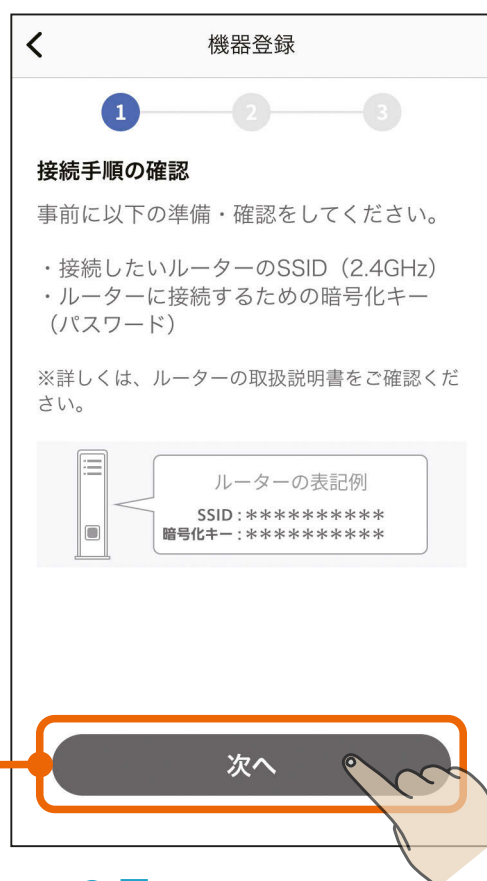 機器登録
1 2 3
接続手順の確認
事前に以下の準備・確認をしてください。
・接続したいルーターのSSID（2.4GHz）
・ルーターに接続するための暗号化キー
（パスワード）
※詳しくは、ルーターの取扱説明書をご確認くだ
さい。
ルーターの表記例
SSID：**********
暗号化キー：**********
次へ